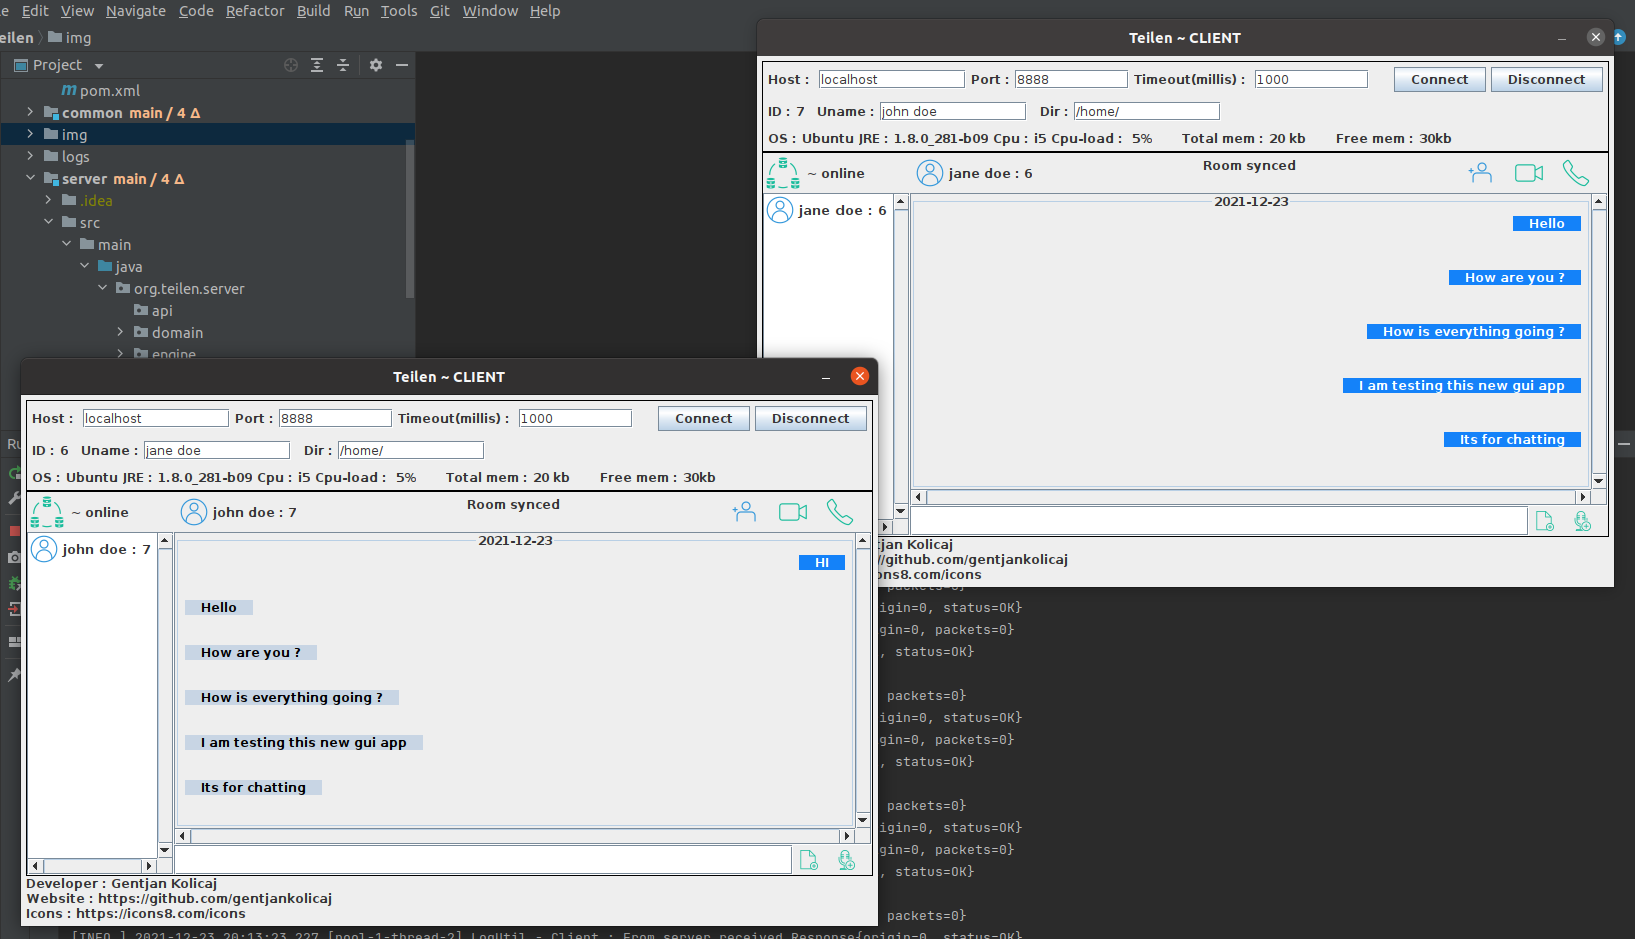 Edit View Navigate Code Refactor Build Run Tools Git Window Help
eilen img
Project
pom.xml
common main / 4 Δ
img
logs
server main / 4 Δ
.idea
src
main
java
org.teilen.server
api
domain
engine
Teilen ~ CLIENT
Host : localhost Port : 8888 Timeout(millis) : 1000 Connect Disconnect
ID : 7 Uname : john doe Dir : /home/
OS : Ubuntu JRE : 1.8.0_281-b09 Cpu : i5 Cpu-load : 5% Total mem : 20 kb Free mem : 30kb
~ online jane doe : 6 Room synced
jane doe : 6
2021-12-23
Hello
How are you ?
How is everything going ?
I am testing this new gui app
Its for chatting
tjan Kolicaj
//github.com/gentjankolicaj
ons8.com/icons
Teilen ~ CLIENT
Host : localhost Port : 8888 Timeout(millis) : 1000 Connect Disconnect
ID : 6 Uname : jane doe Dir : /home/
OS : Ubuntu JRE : 1.8.0_281-b09 Cpu : i5 Cpu-load : 5% Total mem : 20 kb Free mem : 30kb
~ online john doe : 7 Room synced
john doe : 7
2021-12-23
HI
Hello
How are you ?
How is everything going ?
I am testing this new gui app
Its for chatting
Developer : Gentjan Kolicaj
Website : https://github.com/gentjankolicaj
Icons : https://icons8.com/icons
Ru
packets=0}
igin=0, status=OK}
gin=0, packets=0}
, status=OK}
packets=0}
igin=0, status=OK}
gin=0, packets=0}
, status=OK}
packets=0}
igin=0, status=OK}
gin=0, packets=0}
, status=OK}
packets=0}
[INFO ] 2021-12-23 20:13:23.227 [pool-1-thread-2] LogUtil - Client : From server received Response{origin=0, status=OK}